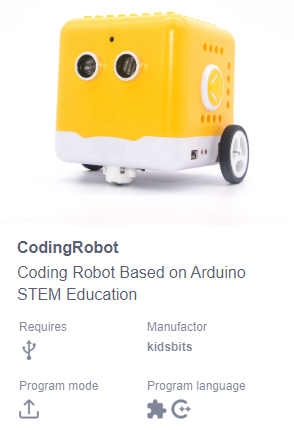 CodingRobot
Coding Robot Based on Arduino
STEM Education
Requires Manufactor
kidsbits
Program mode Program language